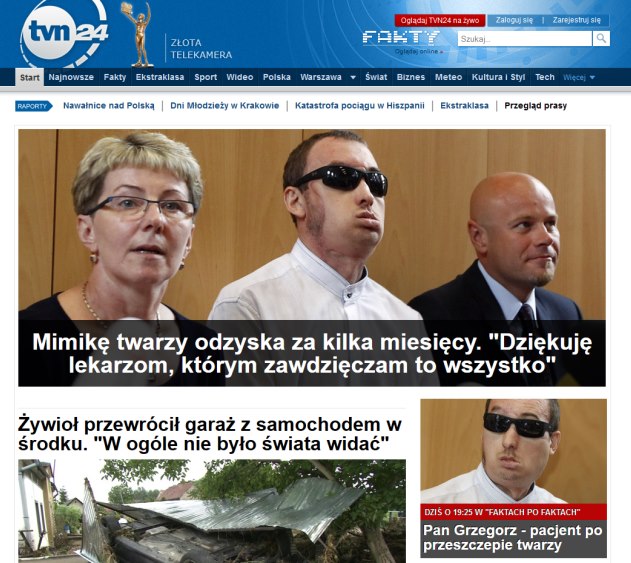 tvn24
ZŁOTA
TELEKAMERA
FAKTY
Oglądaj online »
Oglądaj TVN24 na żywo
Zaloguj się | Zarejestruj się
Szukaj...
Start Najnowsze Fakty Ekstraklasa Sport Wideo Polska Warszawa Świat Biznes Meteo Kultura i Styl Tech Więcej
RAPORTY Nawałnice nad Polską | Dni Młodzieży w Krakowie | Katastrofa pociągu w Hiszpanii | Ekstraklasa | Przegląd prasy
Mimikę twarzy odzyska za kilka miesięcy. "Dziękuję
lekarzom, którym zawdzięczam to wszystko"
Żywioł przewrócił garaż z samochodem w
środku. "W ogóle nie było świata widać"
DZIŚ O 19:25 W "FAKTACH PO FAKTACH"
Pan Grzegorz - pacjent po
przeszczepie twarzy